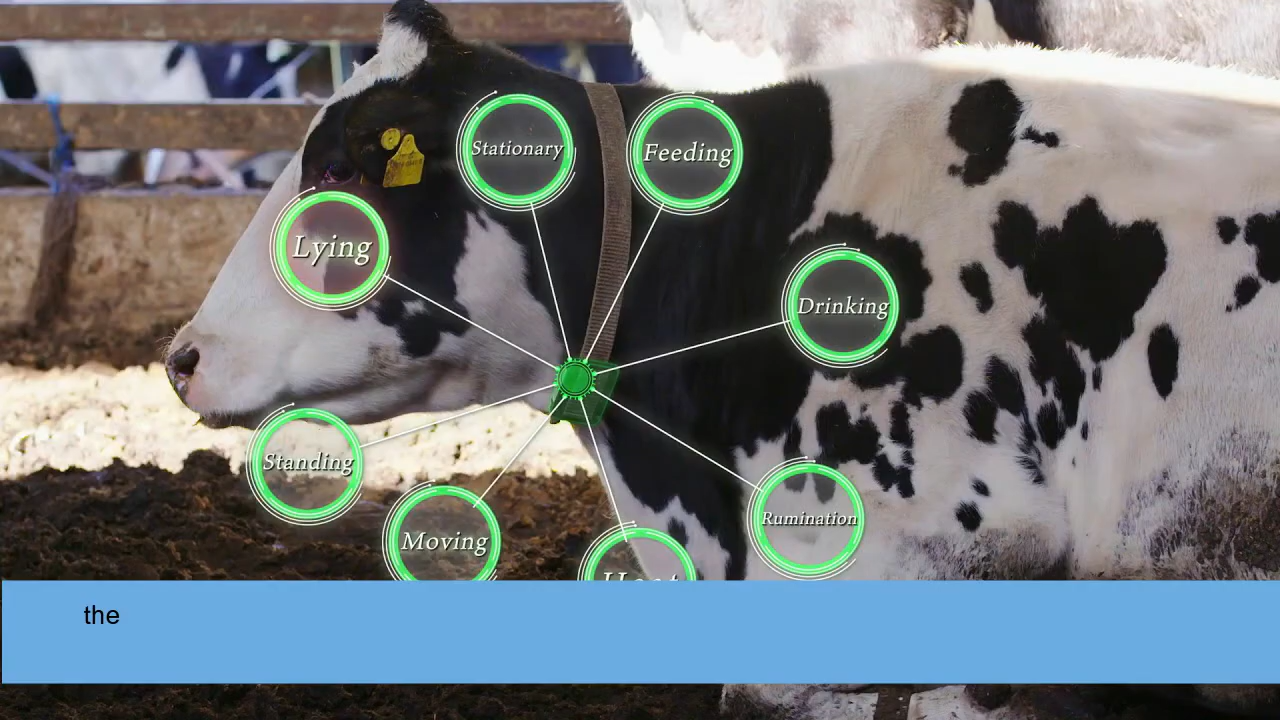 Stationary
Feeding
Lying
Drinking
Standing
Rumination
Moving
the